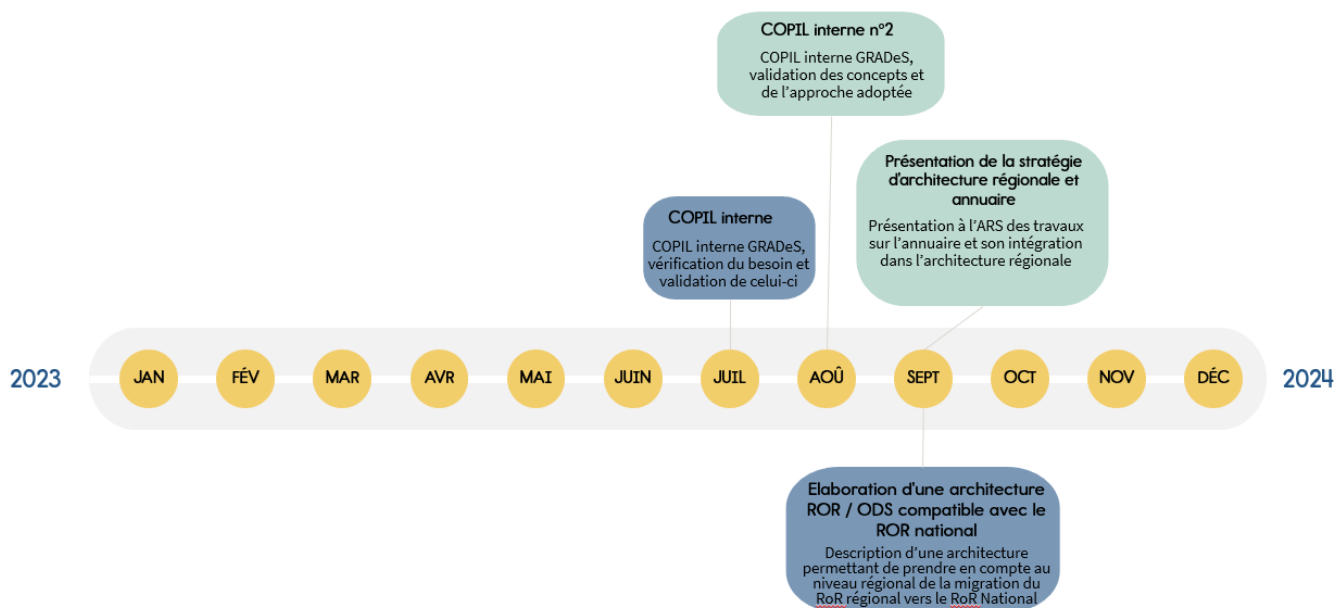 COPIL interne n°2
COPIL interne GRADeS,
validation des concepts et
de l'approche adoptée
Présentation de la stratégie
d'architecture régionale et
annuaire
Présentation à l'ARS des travaux
sur l'annuaire et son intégration
dans l'architecture régionale
COPIL interne
COPIL interne GRADeS,
vérification du besoin et
validation de celui-ci
2023
JAN
FÉV
MAR
AVR
MAI
JUIN
JUIL
AOÛ
SEPT
OCT
NOV
DÉC
2024
Elaboration d'une architecture
ROR / ODS compatible avec le
ROR national
Description d'une architecture
permettant de prendre en compte au
niveau régional de la migration du
RoR régional vers le RoR National